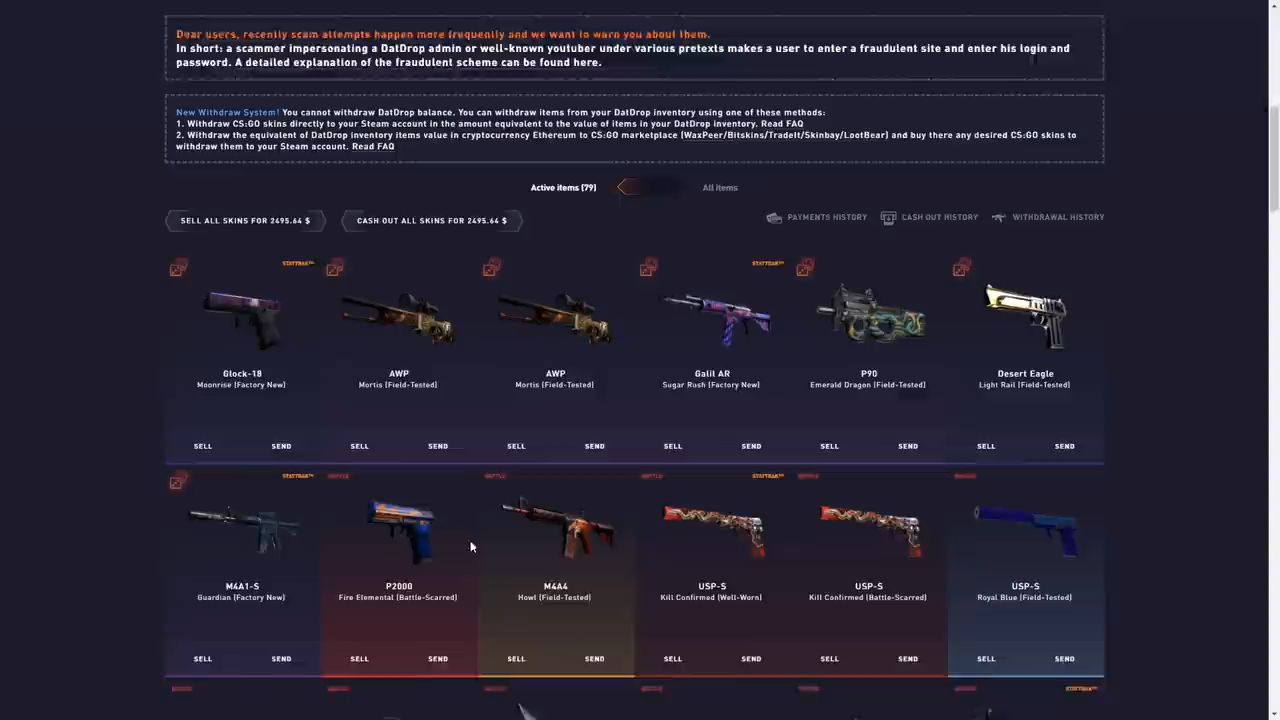 Dear users, recently scam attempts happen more frequently and we want to warn you about them.
In short: a scammer impersonating a DatDrop admin or well-known youtuber under various pretexts makes a user to enter a fraudulent site and enter his login and
password. A detailed explanation of the fraudulent scheme can be found here.
New Withdraw System! You cannot withdraw DatDrop balance. You can withdraw items from your DatDrop inventory using one of these methods:
1. Withdraw CS:GO skins directly to your Steam account in the amount equivalent to the value of items in your DatDrop inventory. Read FAQ
2. Withdraw the equivalent of DatDrop inventory items value in cryptocurrency Ethereum to CS:GO marketplace (WaxPeer/Bitskins/TradeIt/Skinbay/LootBear) and buy there any desired CS:GO skins to
withdraw them to your Steam account. Read FAQ
Active items (79) All items
SELL ALL SKINS FOR 2495.64 $ CASH OUT ALL SKINS FOR 2495.64 $ PAYMENTS HISTORY CASH OUT HISTORY WITHDRAWAL HISTORY
STATTRAK™ STATTRAK™
Glock-18 AWP AWP Galil AR P90 Desert Eagle
Moonrise (Factory New) Mortis (Field-Tested) Mortis (Field-Tested) Sugar Rush (Factory New) Emerald Dragon (Field-Tested) Light Rail (Field-Tested)
SELL SEND SELL SEND SELL SEND SELL SEND SELL SEND SELL SEND
STATTRAK™ BATTLE BATTLE BATTLE STATTRAK™ BATTLE BATTLE
M4A1-S P2000 M4A4 USP-S USP-S USP-S
Guardian (Factory New) Fire Elemental (Battle-Scarred) Howl (Field-Tested) Kill Confirmed (Well-Worn) Kill Confirmed (Battle-Scarred) Royal Blue (Field-Tested)
SELL SEND SELL SEND SELL SEND SELL SEND SELL SEND SELL SEND
STATTRAK™